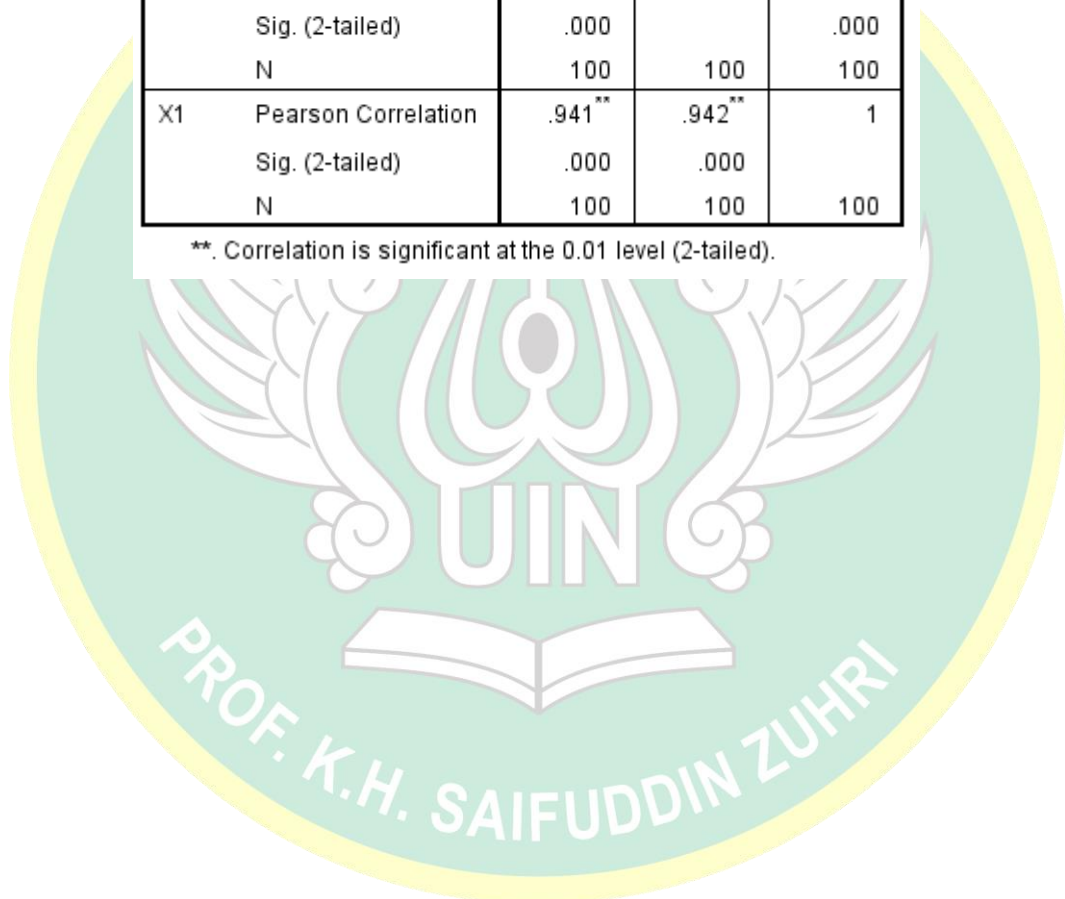 Sig. (2-tailed) .000 .000
N 100 100 100
X1 Pearson Correlation .941** .942** 1
Sig. (2-tailed) .000 .000
N 100 100 100
**. Correlation is significant at the 0.01 level (2-tailed).
UIN
PROF. K.H. SAIFUDDIN ZUHRI